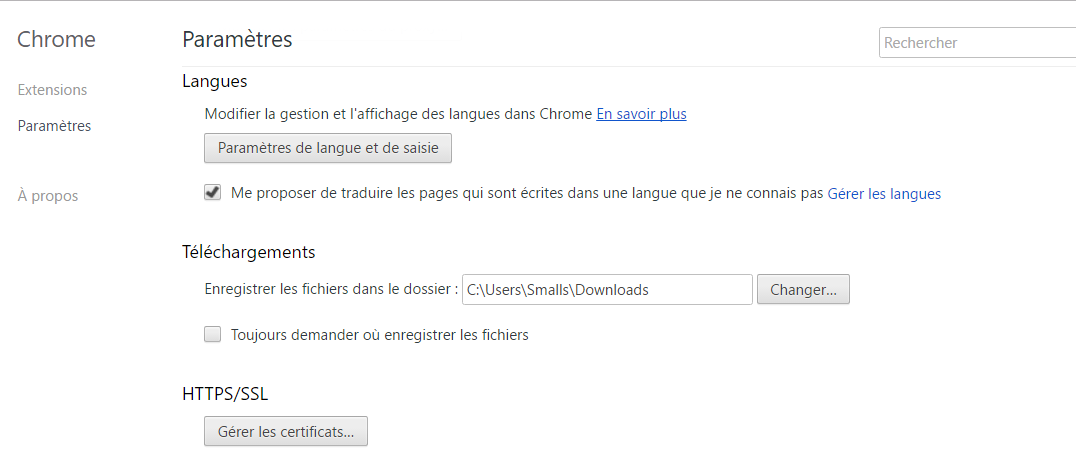 Chrome
Paramètres
Rechercher
Extensions
Paramètres
À propos
Langues
Modifier la gestion et l'affichage des langues dans Chrome En savoir plus
Paramètres de langue et de saisie
Me proposer de traduire les pages qui sont écrites dans une langue que je ne connais pas Gérer les langues
Téléchargements
Enregistrer les fichiers dans le dossier : C:\Users\Smalls\Downloads Changer...
Toujours demander où enregistrer les fichiers
HTTPS/SSL
Gérer les certificats...